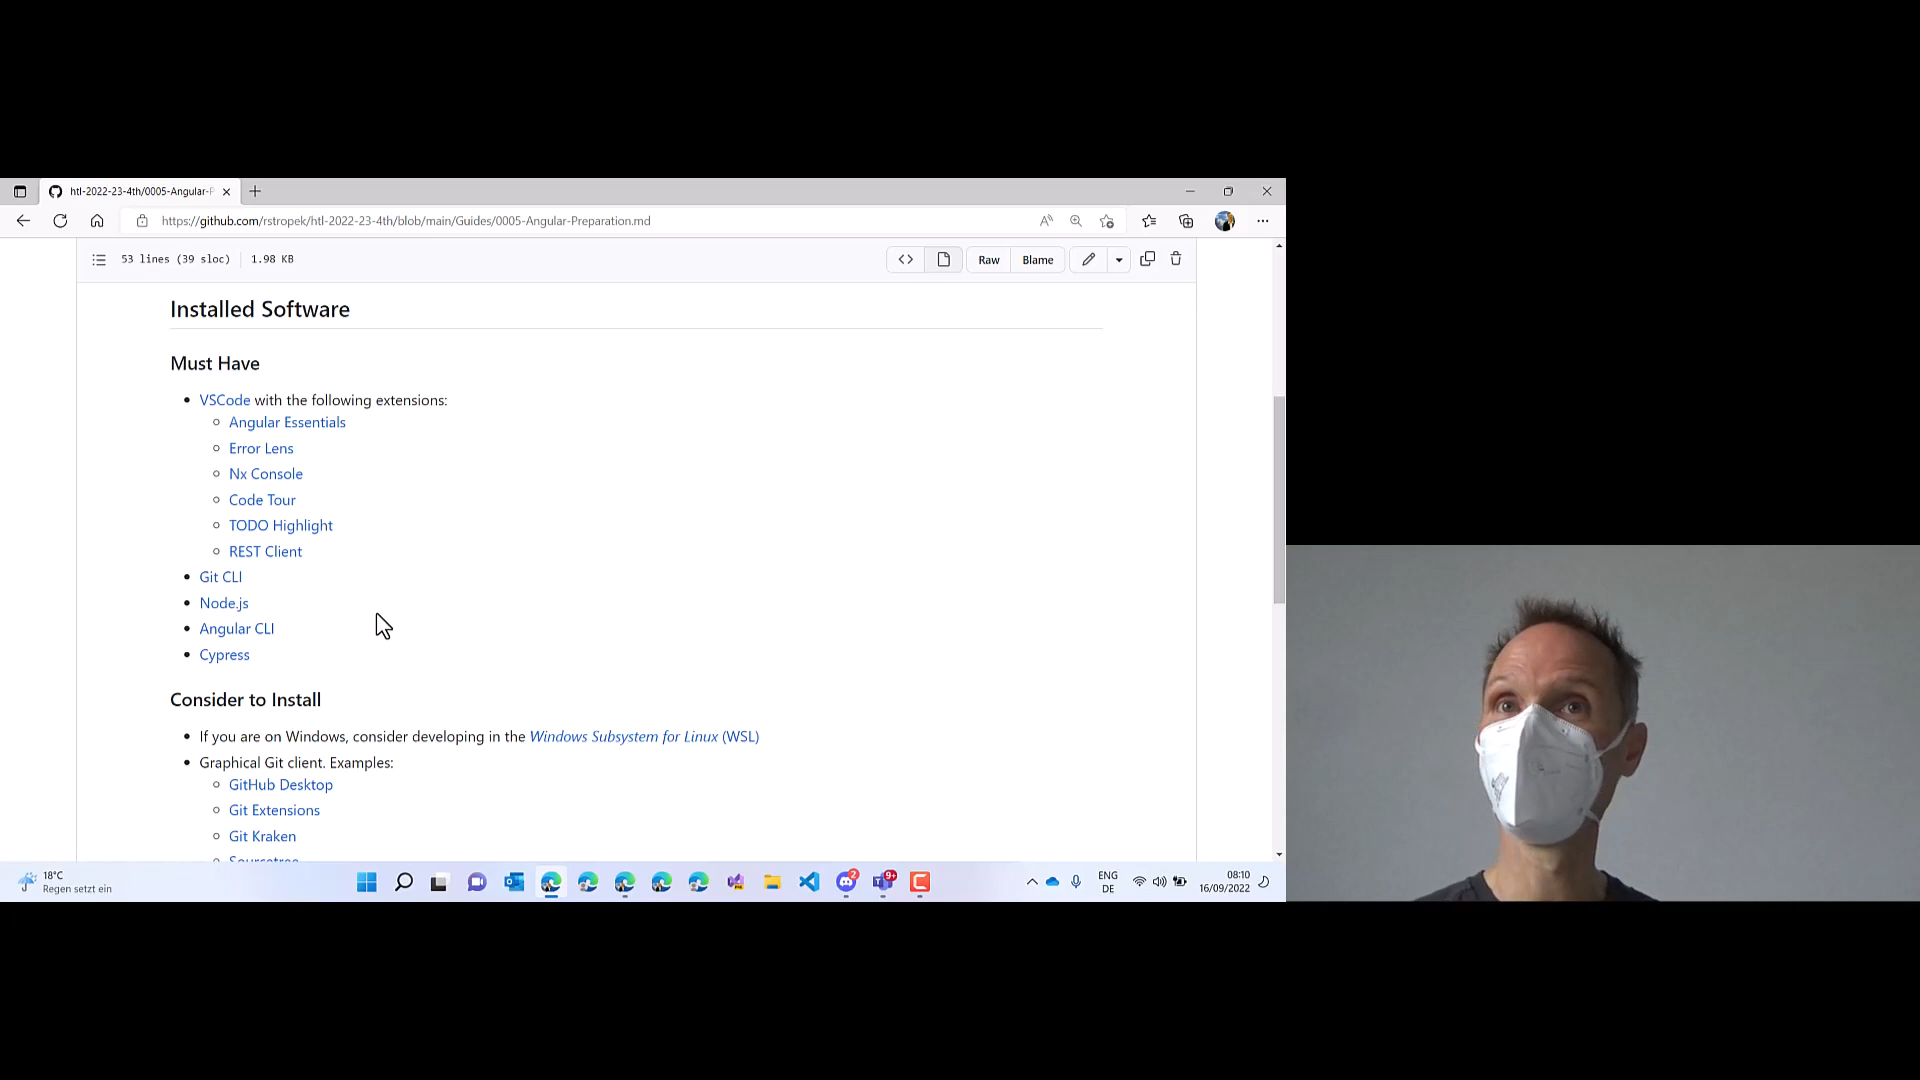 htl-2022-23-4th/0005-Angular-P
https://github.com/rstropek/htl-2022-23-4th/blob/main/Guides/0005-Angular-Preparation.md
53 lines (39 sloc) 1.98 KB
Raw
Blame
Installed Software
Must Have
VSCode with the following extensions:
Angular Essentials
Error Lens
Nx Console
Code Tour
TODO Highlight
REST Client
Git CLI
Node.js
Angular CLI
Cypress
Consider to Install
If you are on Windows, consider developing in the Windows Subsystem for Linux (WSL)
Graphical Git client. Examples:
GitHub Desktop
Git Extensions
Git Kraken
Sourcetree
18°C
Regen setzt ein
2
9+
ENG
DE
08:10
16/09/2022